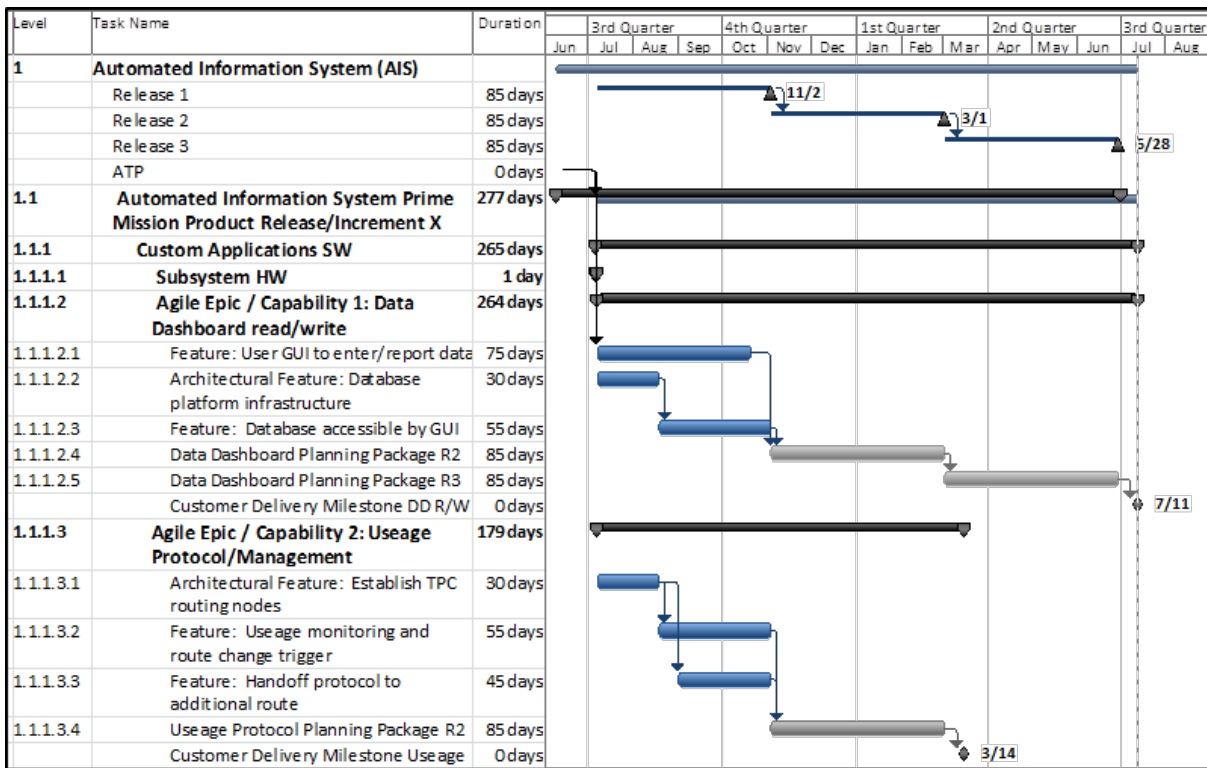 Level Task Name Duration 3rd Quarter 4th Quarter 1st Quarter 2nd Quarter 3rd Quarter
Jun Jul Aug Sep Oct Nov Dec Jan Feb Mar Apr May Jun Jul Aug
1 Automated Information System (AIS)
Release 1 85 days 11/2
Release 2 85 days 3/1
Release 3 85 days 6/28
ATP 0 days
1.1 Automated Information System Prime 277 days
Mission Product Release/Increment X
1.1.1 Custom Applications SW 265 days
1.1.1.1 Subsystem HW 1 day
1.1.1.2 Agile Epic / Capability 1: Data 264 days
Dashboard read/write
1.1.1.2.1 Feature: User GUI to enter/report data 75 days
1.1.1.2.2 Architectural Feature: Database 30 days
platform infrastructure
1.1.1.2.3 Feature: Database accessible by GUI 55 days
1.1.1.2.4 Data Dashboard Planning Package R2 85 days
1.1.1.2.5 Data Dashboard Planning Package R3 85 days
Customer Delivery Milestone DD R/W 0 days 7/11
1.1.1.3 Agile Epic / Capability 2: Useage 179 days
Protocol/Management
1.1.1.3.1 Architectural Feature: Establish TPC 30 days
routing nodes
1.1.1.3.2 Feature: Useage monitoring and 55 days
route change trigger
1.1.1.3.3 Feature: Handoff protocol to 45 days
additional route
1.1.1.3.4 Useage Protocol Planning Package R2 85 days
Customer Delivery Milestone Useage 0 days 3/14